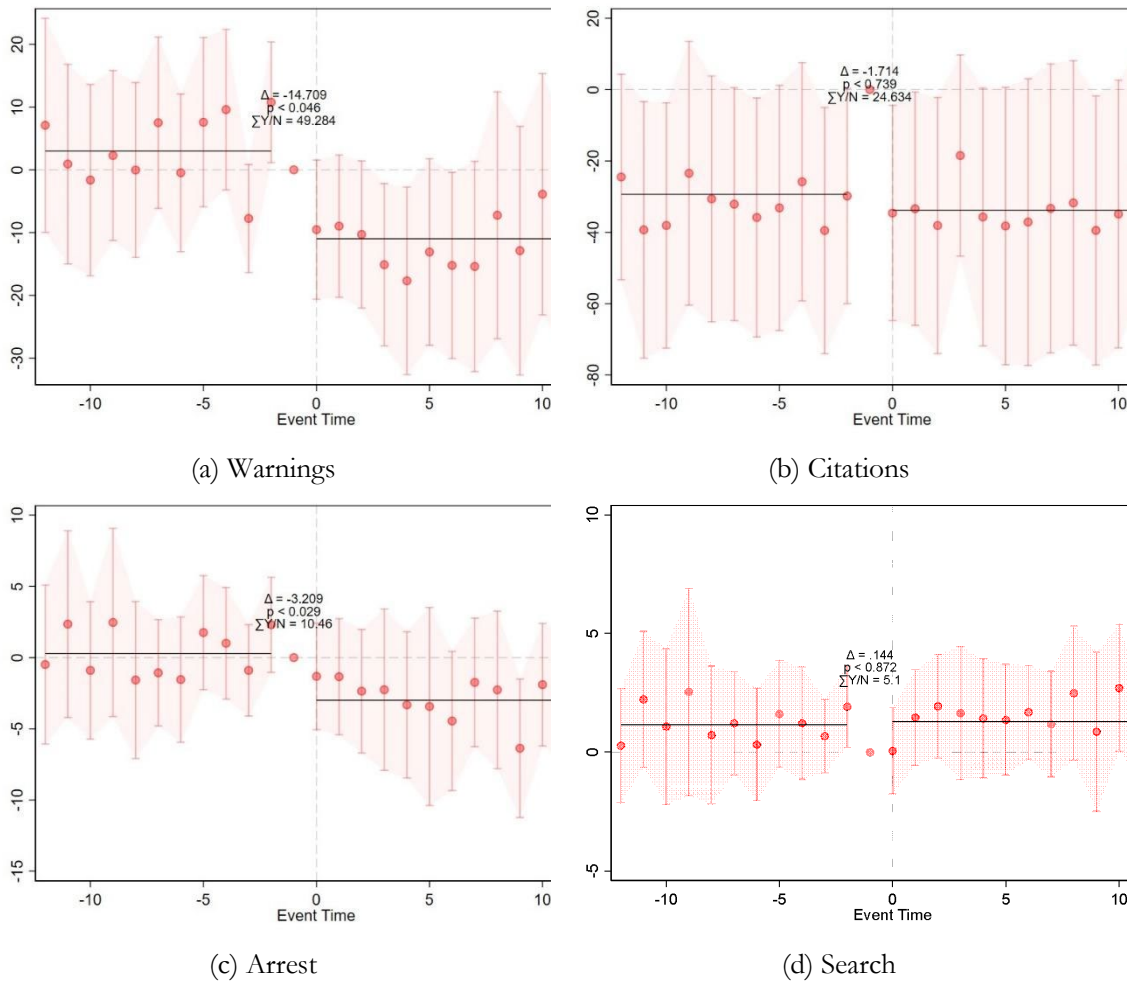 20
10
0
-10
-20
-30
Δ = -14.709
p < 0.046
∑Y/N = 49.284
-10
-5
0
5
10
Event Time
(a) Warnings
20
0
-20
-40
-60
-80
Δ = -1.714
p < 0.739
∑Y/N = 24.634
-10
-5
0
5
10
Event Time
(b) Citations
10
5
0
-5
-10
-15
Δ = -3.209
p < 0.029
∑Y/N = 10.46
-10
-5
0
5
10
Event Time
(c) Arrest
10
5
0
-5
Δ = .144
p < 0.872
∑Y/N = 5.1
-10
-5
0
5
10
Event Time
(d) Search